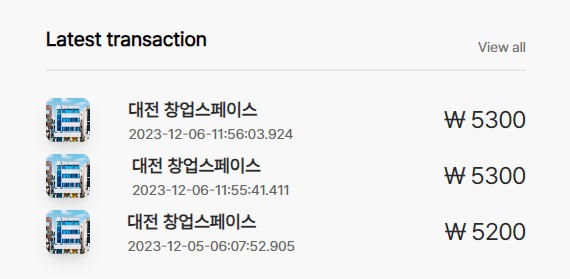 Latest transaction
View all
대전 창업스페이스
₩ 5300
2023-12-06-11:56:03.924
대전 창업스페이스
₩ 5300
2023-12-06-11:55:41.411
대전 창업스페이스
₩ 5200
2023-12-05-06:07:52.905